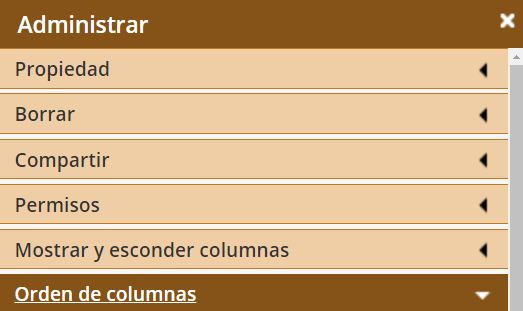 Administrar
Propiedad
Borrar
Compartir
Permisos
Mostrar y esconder columnas
Orden de columnas